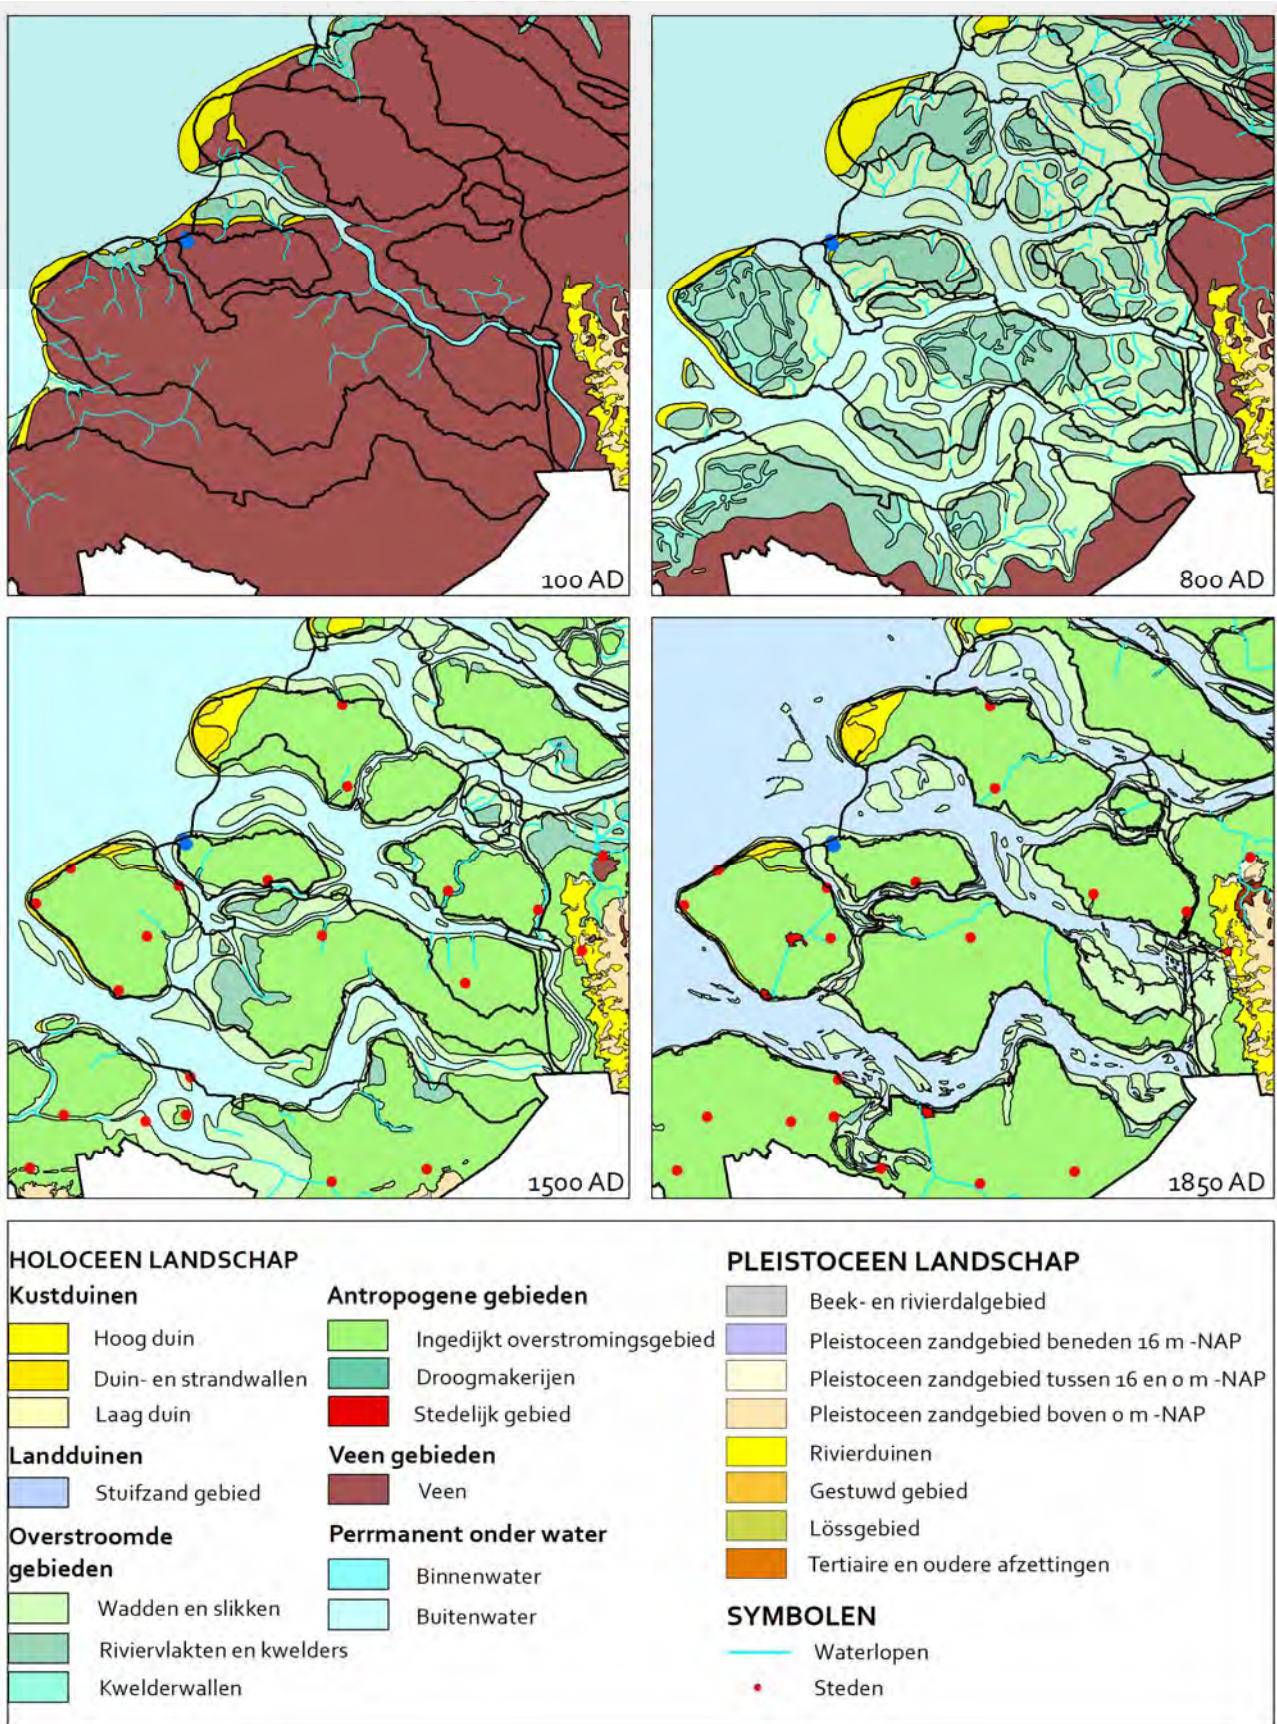 100 AD
800 AD
1500 AD
1850 AD
HOLOCEEN LANDSCHAP
Kustduinen
Hoog duin
Duin- en strandwallen
Laag duin
Landduinen
Stuifzand gebied
Overstroomde
gebieden
Wadden en slikken
Riviervlakten en kwelders
Kwelderwallen
Antropogene gebieden
Ingedijkt overstromingsgebied
Droogmakerijen
Stedelijk gebied
Veen gebieden
Veen
Perrmanent onder water
Binnenwater
Buitenwater
PLEISTOCEEN LANDSCHAP
Beek- en rivierdalgebied
Pleistoceen zandgebied beneden 16 m -NAP
Pleistoceen zandgebied tussen 16 en 0 m -NAP
Pleistoceen zandgebied boven 0 m -NAP
Rivierduinen
Gestuwd gebied
Lössgebied
Tertiaire en oudere afzettingen
SYMBOLEN
Waterlopen
Steden